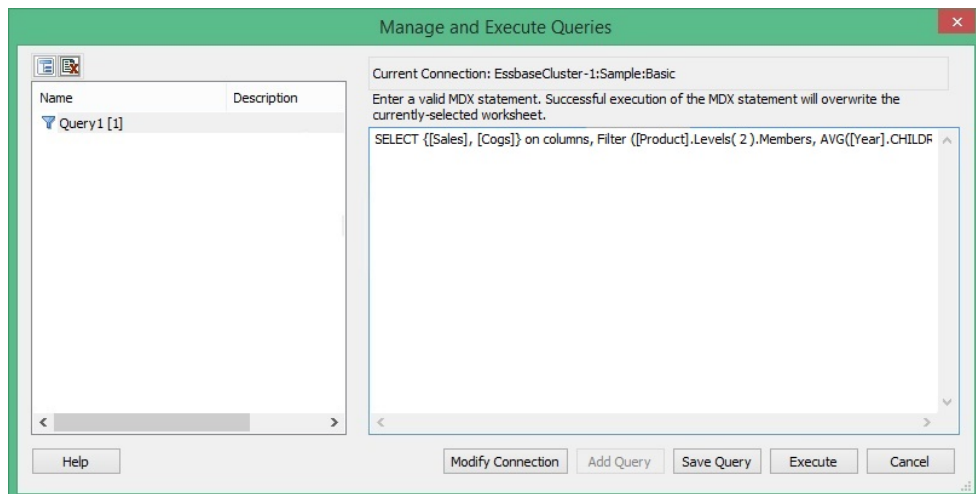 Manage and Execute Queries
Name Description
Query1 [1]
Current Connection: EssbaseCluster-1:Sample:Basic
Enter a valid MDX statement. Successful execution of the MDX statement will overwrite the
currently-selected worksheet.
SELECT {[Sales], [Cogs]} on columns, Filter ([Product].Levels( 2 ).Members, AVG([Year].CHILDR
Help Modify Connection Add Query Save Query Execute Cancel